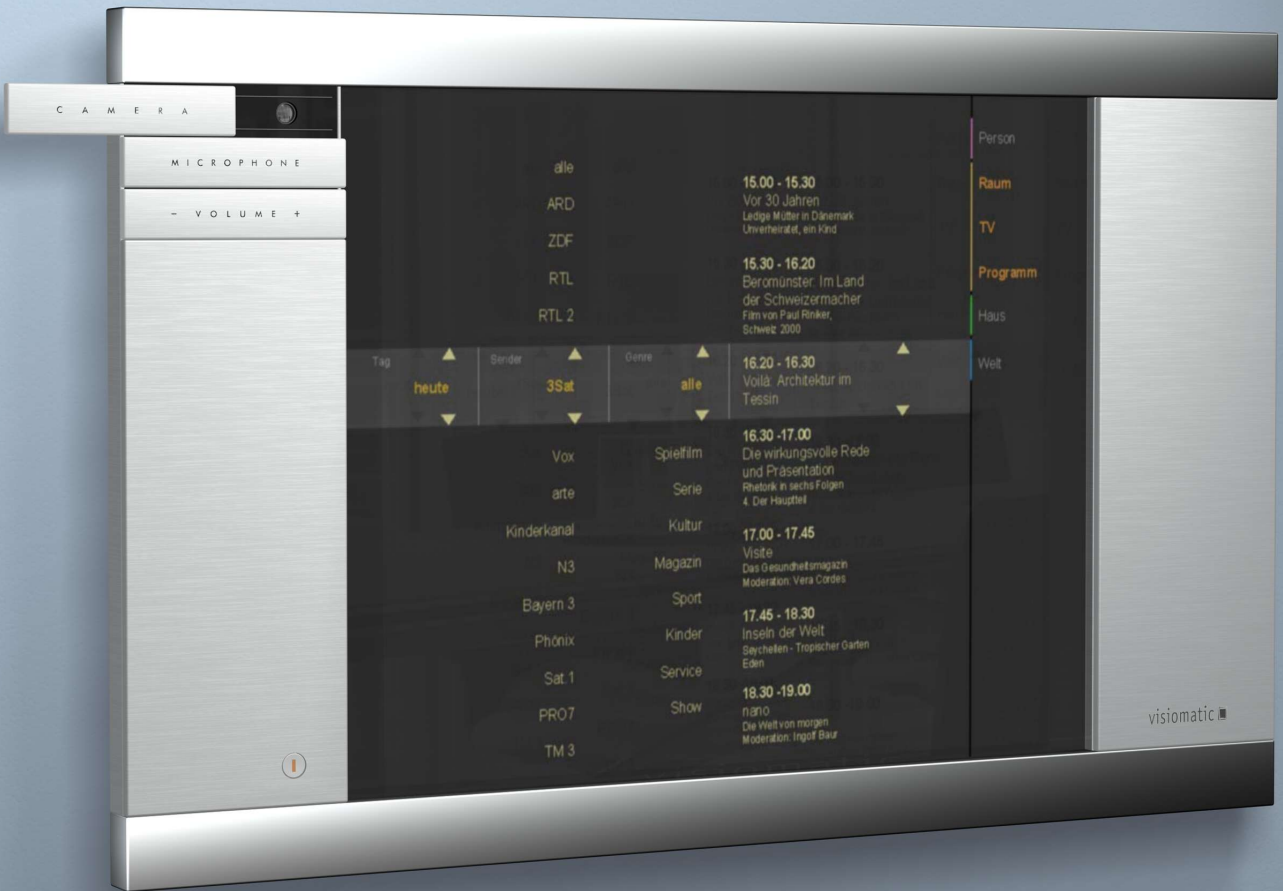 CAMERA
MICROPHONE
- VOLUME +
alle
ARD
ZDF
RTL
RTL 2
Tag
heute
Sender
3Sat
Genre
alle
Vox
arte
Kinderkanal
N3
Bayern 3
Phönix
Sat.1
PRO7
TM 3
Spielfilm
Serie
Kultur
Magazin
Sport
Kinder
Service
Show
15.00 - 15.30
Vor 30 Jahren
Ledige Mütter in Dänemark
Unverheiratet, ein Kind
15.30 - 16.20
Beromünster. Im Land
der Schweizermacher
Film von Paul Riniker,
Schweiz 2000
16.20 - 16.30
Voilà: Architektur im
Tessin
16.30 -17.00
Die wirkungsvolle Rede
und Präsentation
Rhetorik in sechs Folgen
4. Der Hauptteil
17.00 - 17.45
Visite
Das Gesundheitsmagazin
Moderation: Vera Cordes
17.45 - 18.30
Inseln der Welt
Seychellen - Tropischer Garten
Eden
18.30 -19.00
nano
Die Welt von morgen
Moderation: Ingolf Baur
Person
Raum
TV
Programm
Haus
Welt
visiomatic